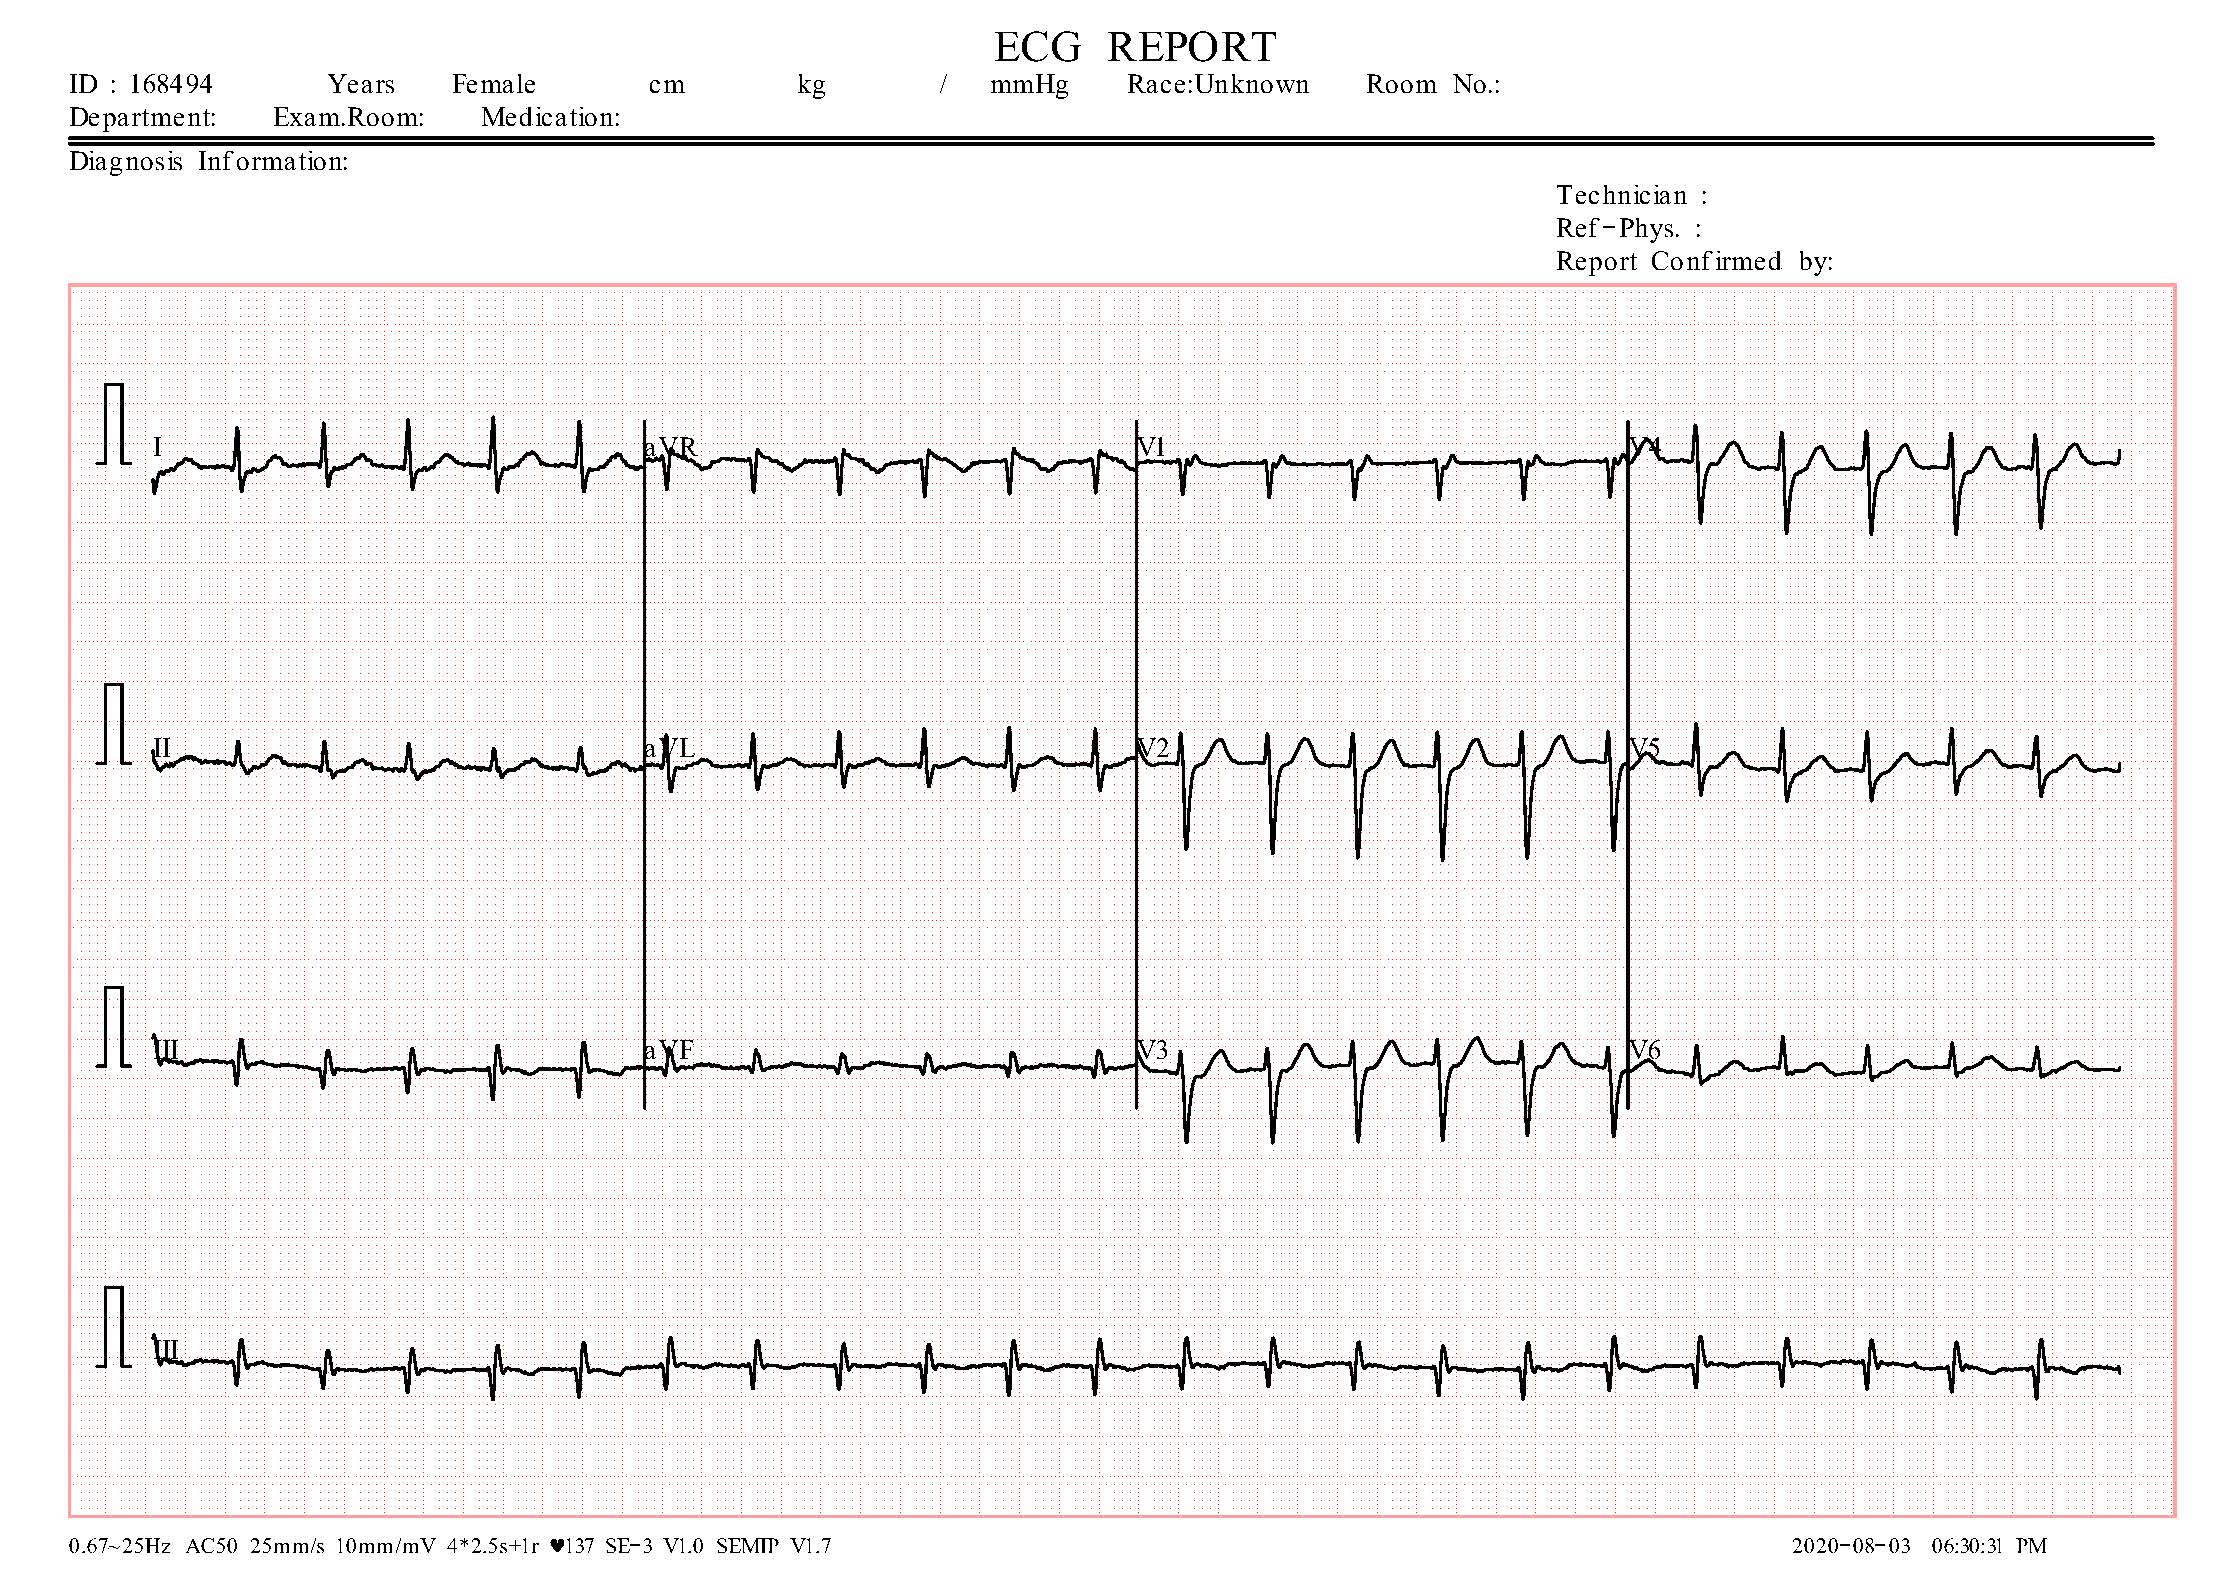 ECG REPORT
ID : 168494 Years Female cm kg / mmHg Race:Unknown Room No.:
Department: Exam.Room: Medication:
Diagnosis Information:
Technician :
Ref-Phys. :
Report Confirmed by:
I aVR V1 V4
II aVL V2 V5
III aVF V3 V6
III
0.67~25Hz AC50 25mm/s 10mm/mV 4*2.5s+1r ♥137 SE-3 V1.0 SEMIP V1.7 2020-08-03 06:30:31 PM